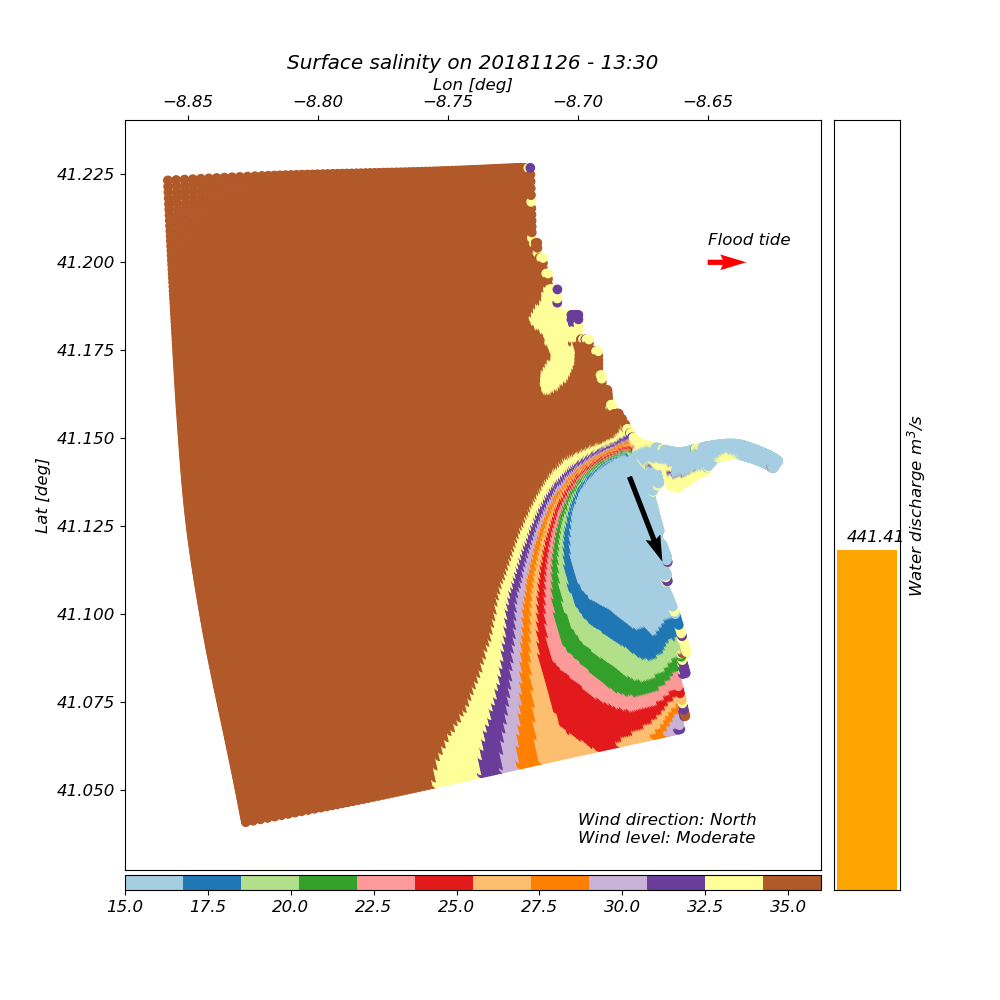 Surface salinity on 20181126 - 13:30
Lon [deg]
−8.85 −8.80 −8.75 −8.70 −8.65
41.225
41.200
41.175
41.150
41.125
41.100
41.075
41.050
Lat [deg]
Flood tide
Wind direction: North
Wind level: Moderate
15.0 17.5 20.0 22.5 25.0 27.5 30.0 32.5 35.0
441.41
Water discharge m³/s